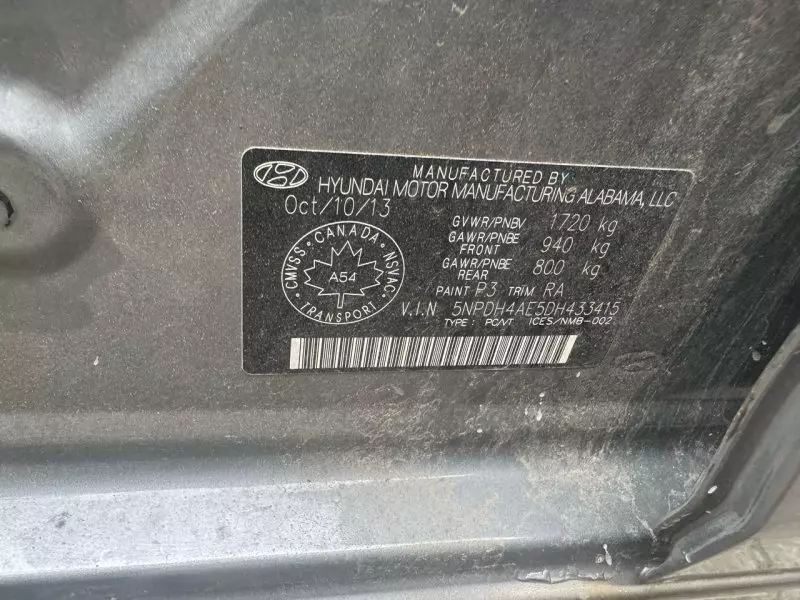 MANUFACTURED BY
HYUNDAI MOTOR MANUFACTURING ALABAMA, LLC
Oct/10/13
GVWR/PNBV 1720 kg
GAWR/PNBE FRONT 940 kg
GAWR/PNBE REAR 800 kg
PAINT P3 TRIM RA
V.I.N 5NPDH4AE5DH433415
TYPE : PC/VT ICES/NMB-002
CANADA
CMVSS NSVAC
A54
TRANSPORT